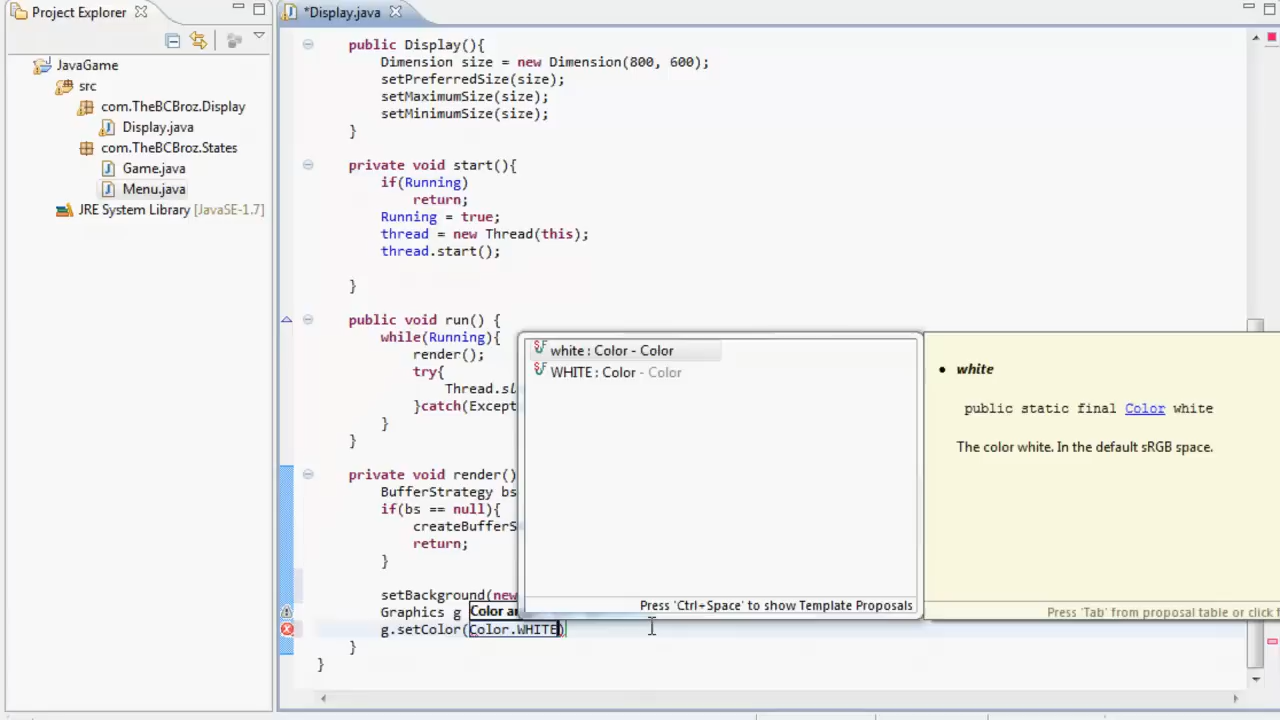 Project Explorer
*Display.java
JavaGame
src
com.TheBCBroz.Display
Display.java
com.TheBCBroz.States
Game.java
Menu.java
JRE System Library [JavaSE-1.7]
public Display(){
Dimension size = new Dimension(800, 600);
setPreferredSize(size);
setMaximumSize(size);
setMinimumSize(size);
}
private void start(){
if(Running)
return;
Running = true;
thread = new Thread(this);
thread.start();
}
public void run() {
while(Running){
render();
try{
Thread.sl
}catch(Except
}
}
private void render()
BufferStrategy bs
if(bs == null){
createBufferS
return;
}
setBackground(new
Graphics g
Color ar
g.setColor(Color.WHITE)
}
}
white : Color - Color
WHITE : Color - Color
Press 'Ctrl+Space' to show Template Proposals
white
public static final Color white
The color white. In the default sRGB space.
Press 'Tab' from proposal table or click f